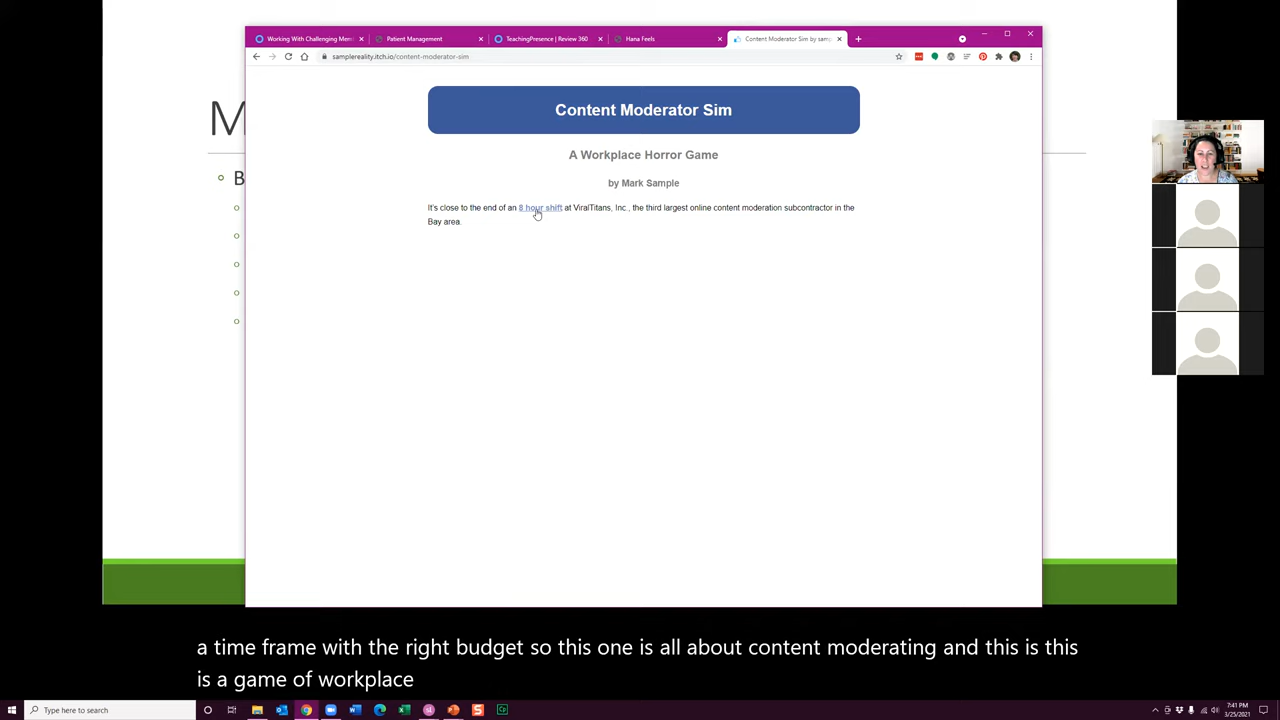 Working With Challenging Mem
Patient Management
TeachingPresence | Review 360
Hana Feels
Content Moderator Sim by sam
samplereality.itch.io/content-moderator-sim
Content Moderator Sim
A Workplace Horror Game
by Mark Sample
It's close to the end of an 8 hour shift at ViralTitans, Inc., the third largest online content moderation subcontractor in the
Bay area.
M
B
a time frame with the right budget so this one is all about content moderating and this is this
is a game of workplace
Type here to search
7:41 PM
3/25/2021